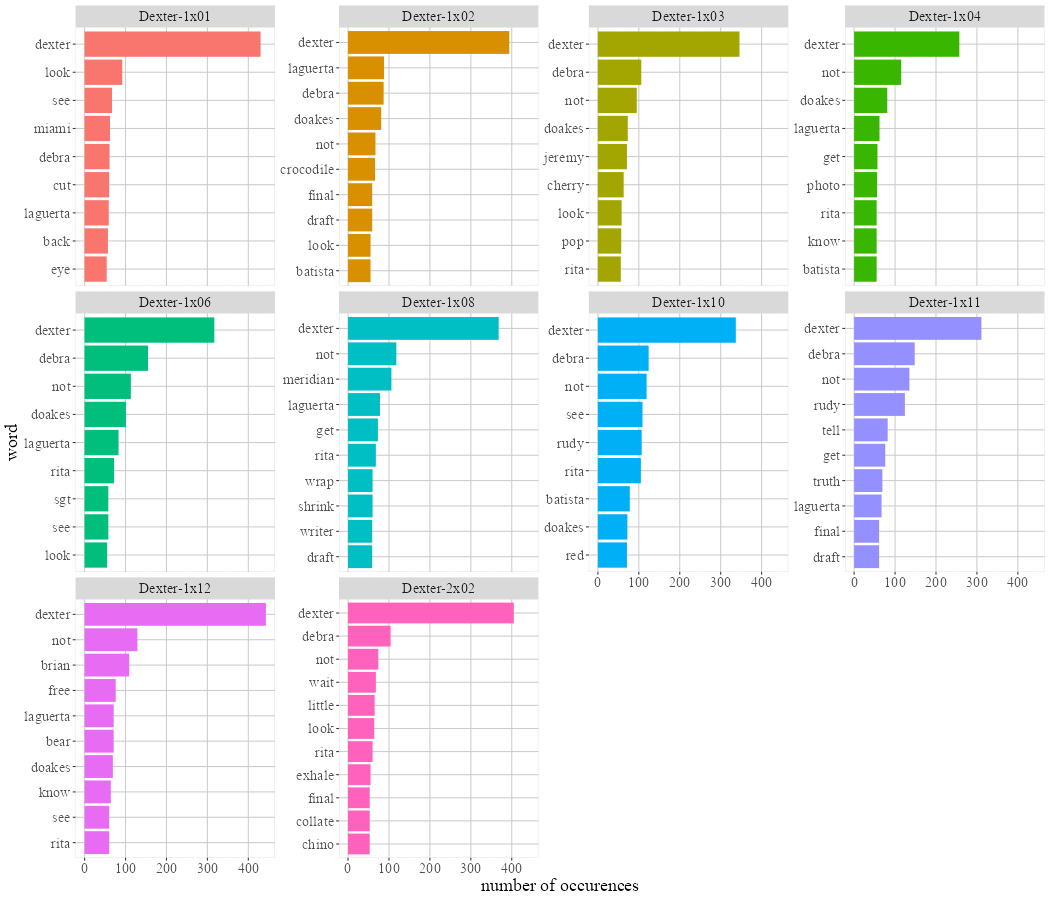 Dexter-1x01
dexter
look
see
miami
debra
cut
laguerta
back
eye
Dexter-1x02
dexter
laguerta
debra
doakes
not
crocodile
final
draft
look
batista
Dexter-1x03
dexter
debra
not
doakes
jeremy
cherry
look
pop
rita
Dexter-1x04
dexter
not
doakes
laguerta
get
photo
rita
know
batista
Dexter-1x06
dexter
debra
not
doakes
laguerta
rita
sgt
see
look
Dexter-1x08
dexter
not
meridian
laguerta
get
rita
wrap
shrink
writer
draft
Dexter-1x10
dexter
debra
not
see
rudy
rita
batista
doakes
red
0 100 200 300 400
Dexter-1x11
dexter
debra
not
rudy
tell
get
truth
laguerta
final
draft
0 100 200 300 400
Dexter-1x12
dexter
not
brian
free
laguerta
bear
doakes
know
see
rita
0 100 200 300 400
Dexter-2x02
dexter
debra
not
wait
little
look
rita
exhale
final
collate
chino
0 100 200 300 400
word
number of occurences